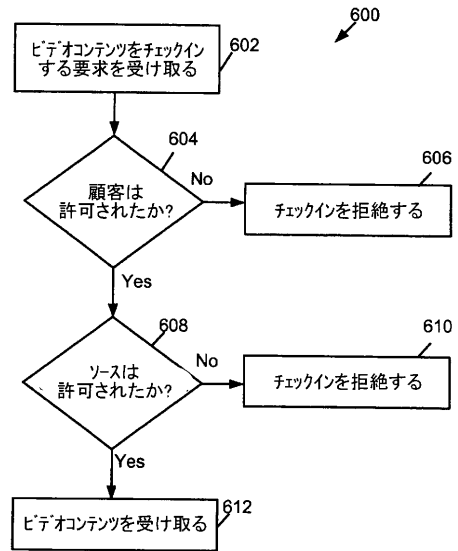 600
ﾋﾞﾃﾞｵｺﾝﾃﾝﾂをﾁｪｯｸｲﾝ
する要求を受け取る
602
604
顧客は
許可されたか?
No
606
ﾁｪｯｸｲﾝを拒絶する
Yes
608
ｿｰｽは
許可されたか?
No
610
ﾁｪｯｸｲﾝを拒絶する
Yes
ﾋﾞﾃﾞｵｺﾝﾃﾝﾂを受け取る
612